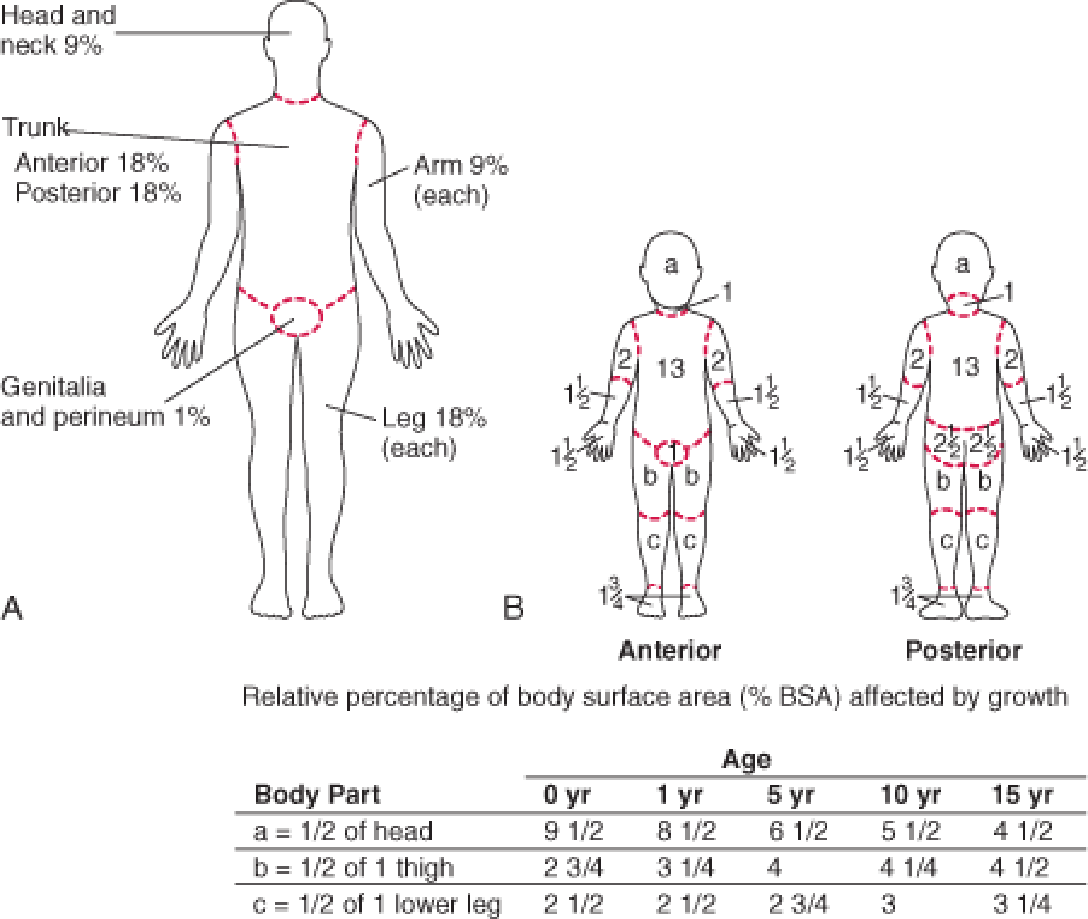 Head and
neck 9%
Trunk
Anterior 18%
Posterior 18%
Arm 9%
(each)
Genitalia
and perineum 1%
Leg 18%
(each)
A
a
1
2
13
2
1½
1½
1½
1½
1
b
b
c
c
1¾
B
Anterior
a
1
2
13
2
1½
1½
1½
1½
2½
2½
b
b
c
c
1¾
Posterior
Relative percentage of body surface area (% BSA) affected by growth
Age
Body Part 0 yr 1 yr 5 yr 10 yr 15 yr
a = 1/2 of head 9 1/2 8 1/2 6 1/2 5 1/2 4 1/2
b = 1/2 of 1 thigh 2 3/4 3 1/4 4 4 1/4 4 1/2
c = 1/2 of 1 lower leg 2 1/2 2 1/2 2 3/4 3 3 1/4